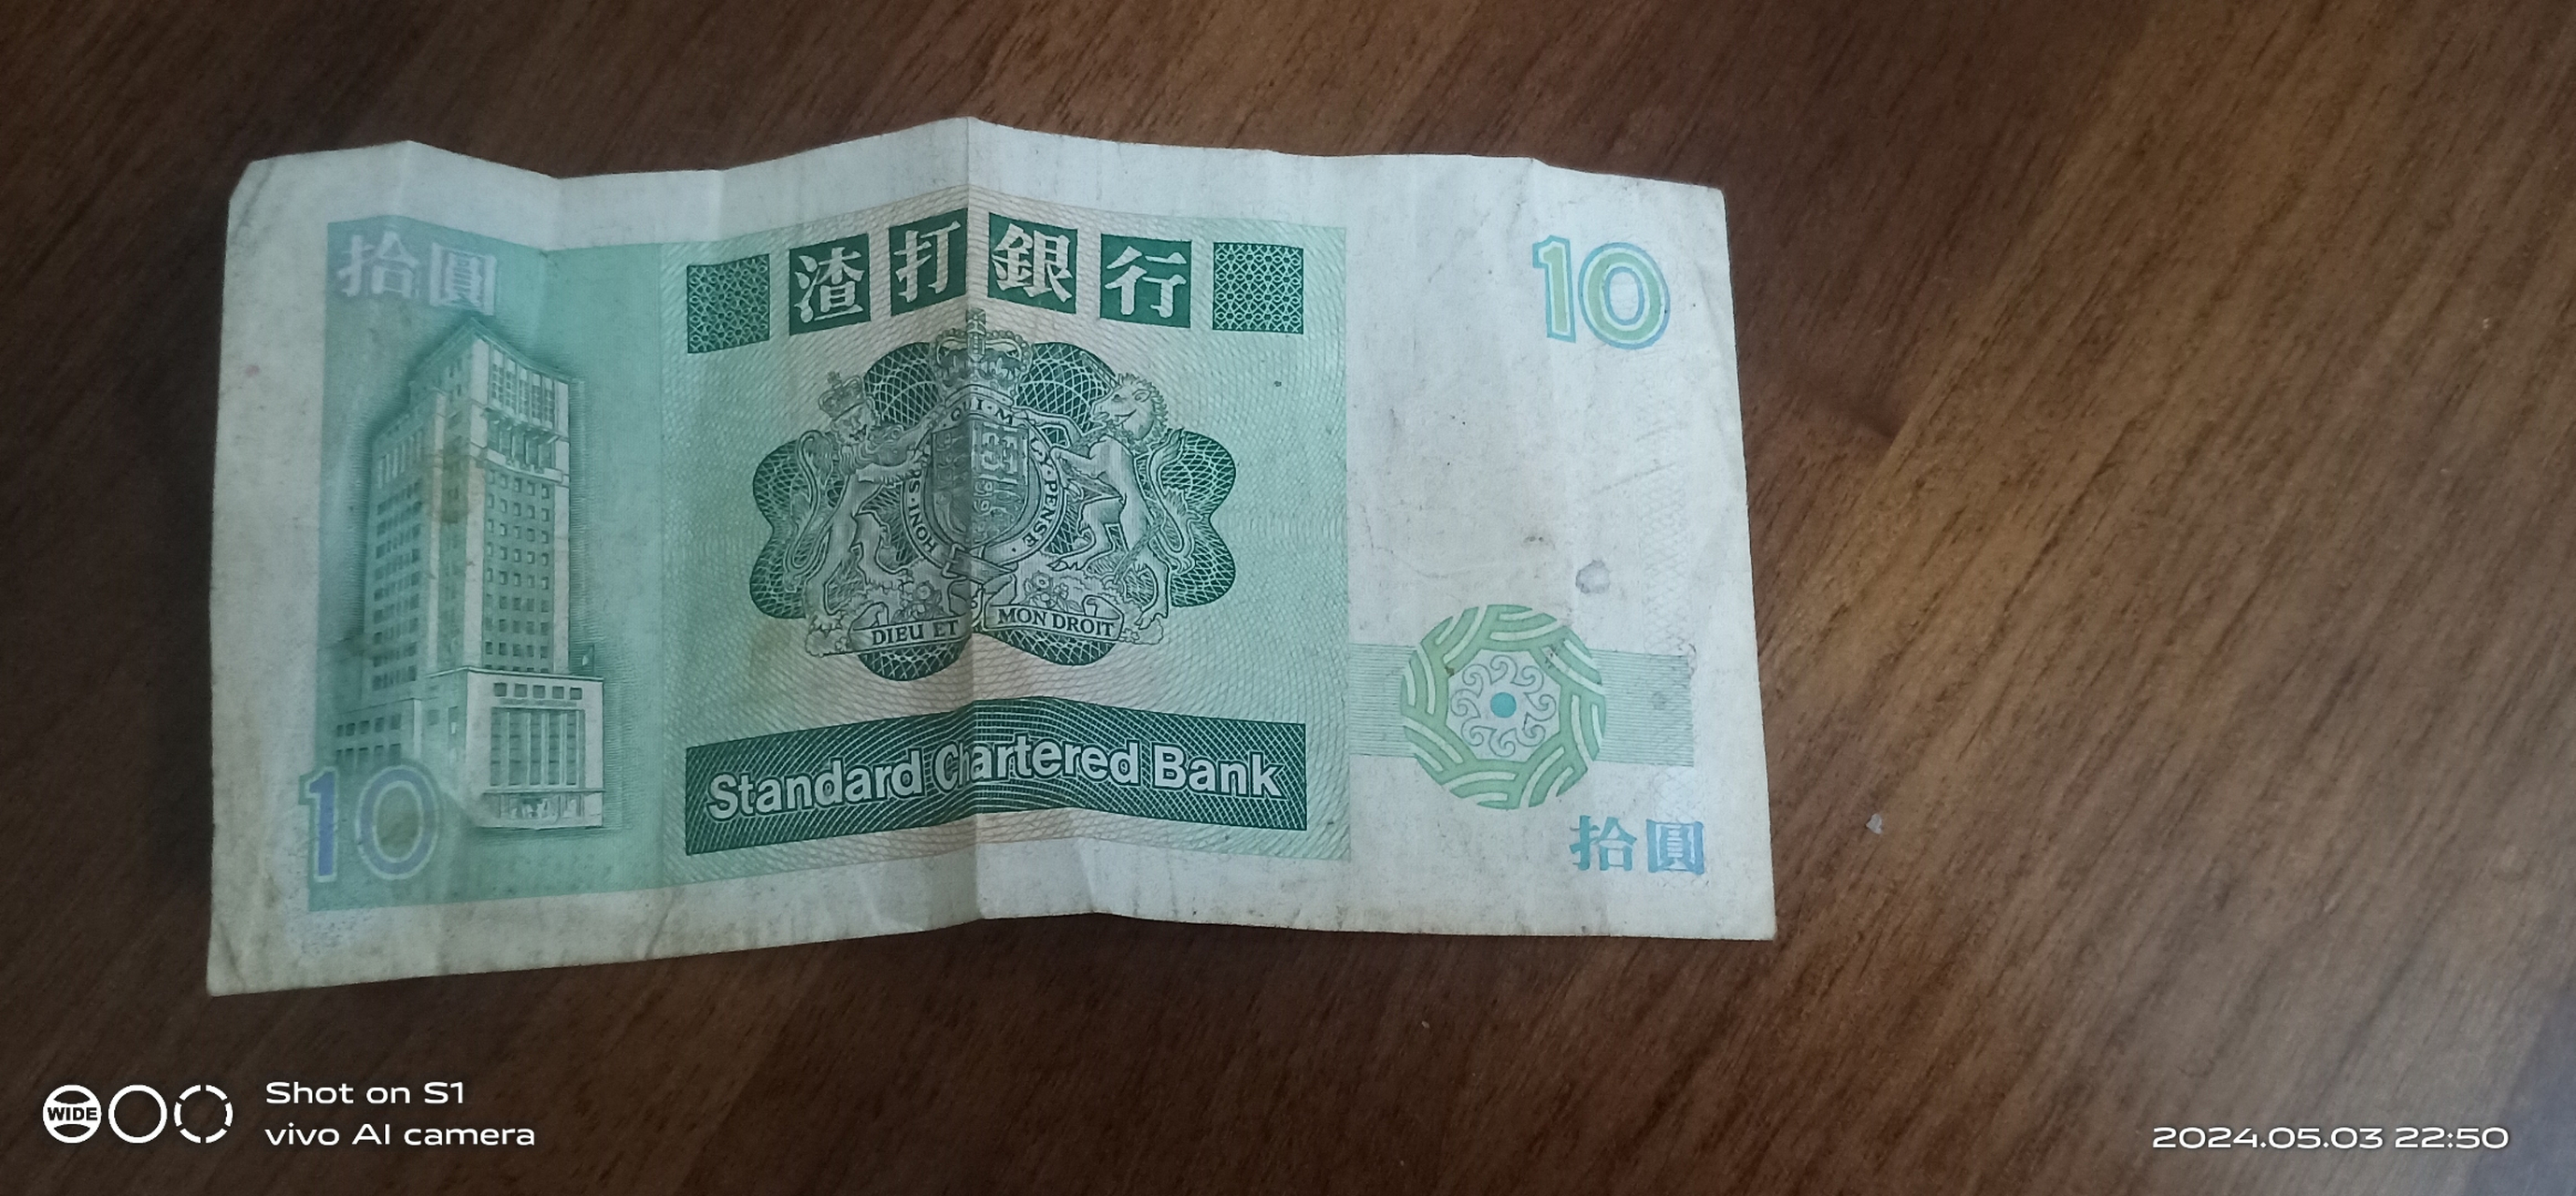 拾圓
渣打銀行
10
HONI·SOIT·QUI·MAL·Y·PENSE
DIEU ET MON DROIT
Standard Chartered Bank
10
拾圓
WIDE
Shot on S1
vivo AI camera
2024.05.03 22:50